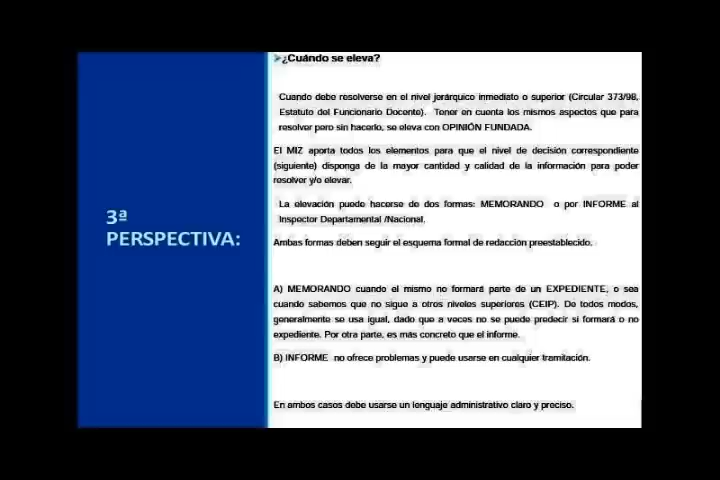 3ª
PERSPECTIVA:
➢¿Cuándo se eleva?
Cuando debe resolverse en el nivel jerárquico inmediato o superior (Circular 373/98,
Estatuto del Funcionario Docente). Tener en cuenta los mismos aspectos que para
resolver pero sin hacerlo, se eleva con OPINIÓN FUNDADA.
El MIZ aporta todos los elementos para que el nivel de decisión correspondiente
(siguiente) disponga de la mayor cantidad y calidad de la información para poder
resolver y/o elevar.
La elevación puede hacerse de dos formas: MEMORANDO o por INFORME al
Inspector Departamental /Nacional.
Ambas formas deben seguir el esquema formal de redacción preestablecido.
A) MEMORANDO cuando el mismo no formará parte de un EXPEDIENTE, o sea
cuando sabemos que no sigue a otros niveles superiores (CEIP). De todos modos,
generalmente se usa igual, dado que a veces no se puede predecir si formará o no
expediente. Por otra parte, es más concreto que el informe.
B) INFORME no ofrece problemas y puede usarse en cualquier tramitación.
En ambos casos debe usarse un lenguaje administrativo claro y preciso.